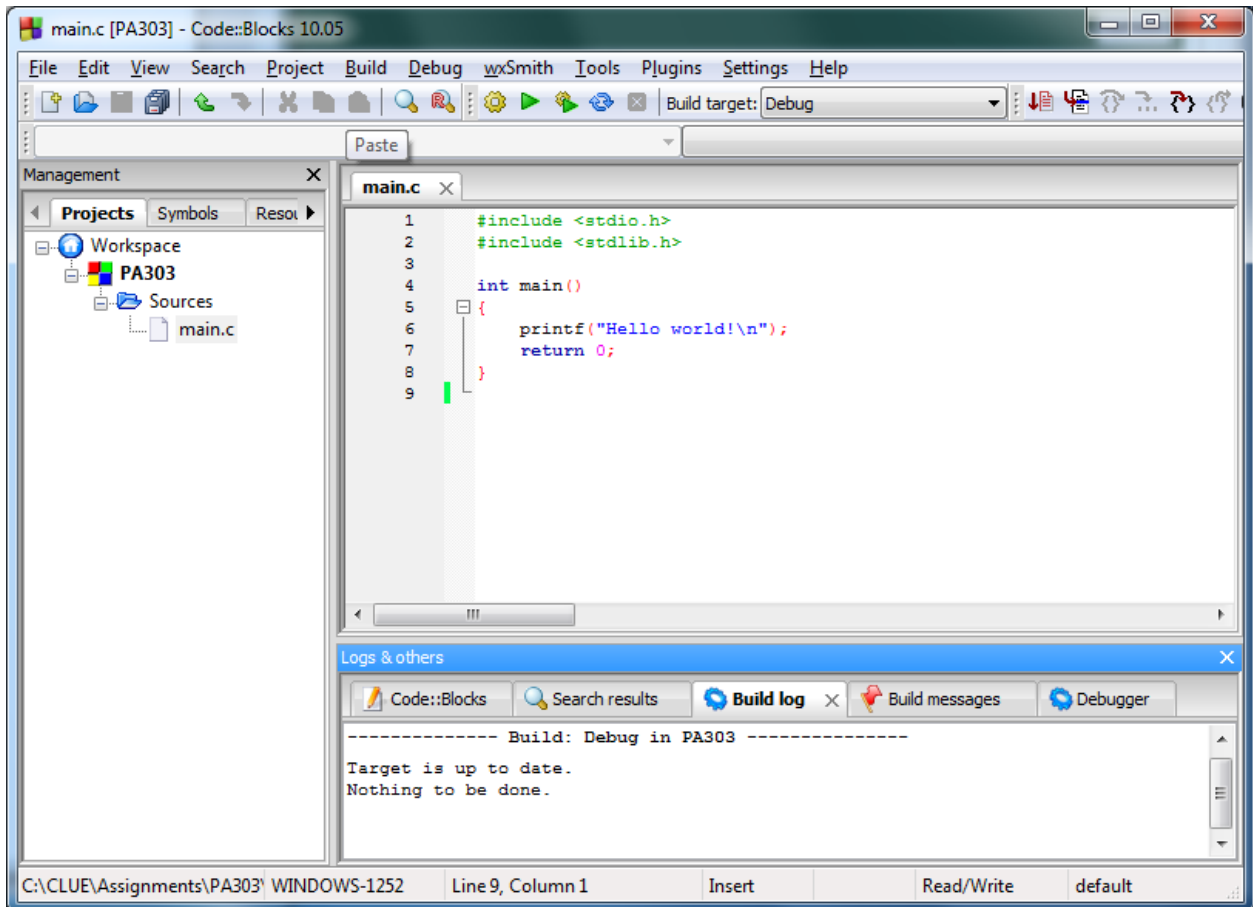 main.c [PA303] - Code::Blocks 10.05
File Edit View Search Project Build Debug wxSmith Tools Plugins Settings Help
Build target: Debug
Paste
Management
Projects Symbols Resou
Workspace
PA303
Sources
main.c
main.c
1 #include <stdio.h>
2 #include <stdlib.h>
3
4 int main()
5 {
6 printf("Hello world!\n");
7 return 0;
8 }
9
Logs & others
Code::Blocks Search results Build log Build messages Debugger
-------------- Build: Debug in PA303 ---------------
Target is up to date.
Nothing to be done.
C:\CLUE\Assignments\PA303\ WINDOWS-1252 Line 9, Column 1 Insert Read/Write default